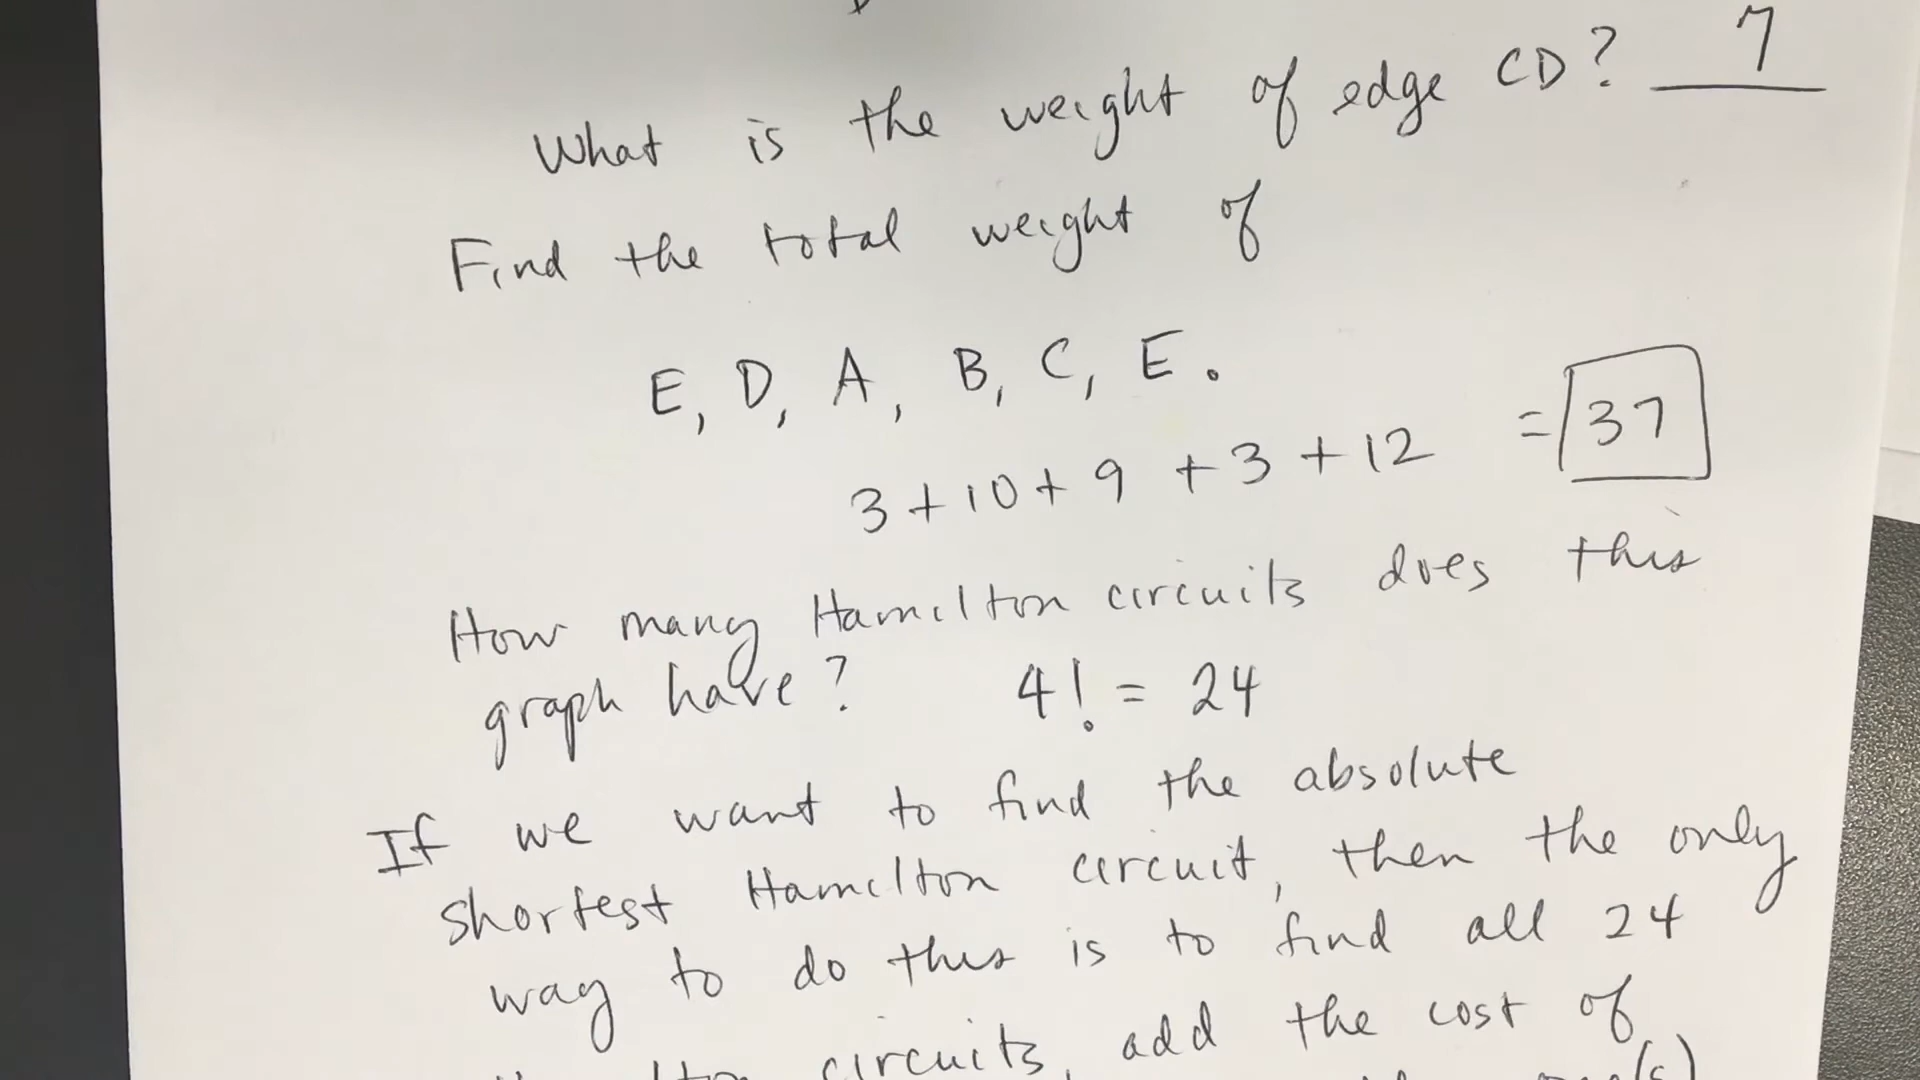 What is the weight of edge CD? 7
Find the total weight of
E, D, A, B, C, E.
3+10+9+3+12 = 37
How many Hamilton circuits does this
graph have? 4! = 24
If we want to find the absolute
shortest Hamilton circuit, then the only
way to do this is to find all 24
circuits, add the cost of